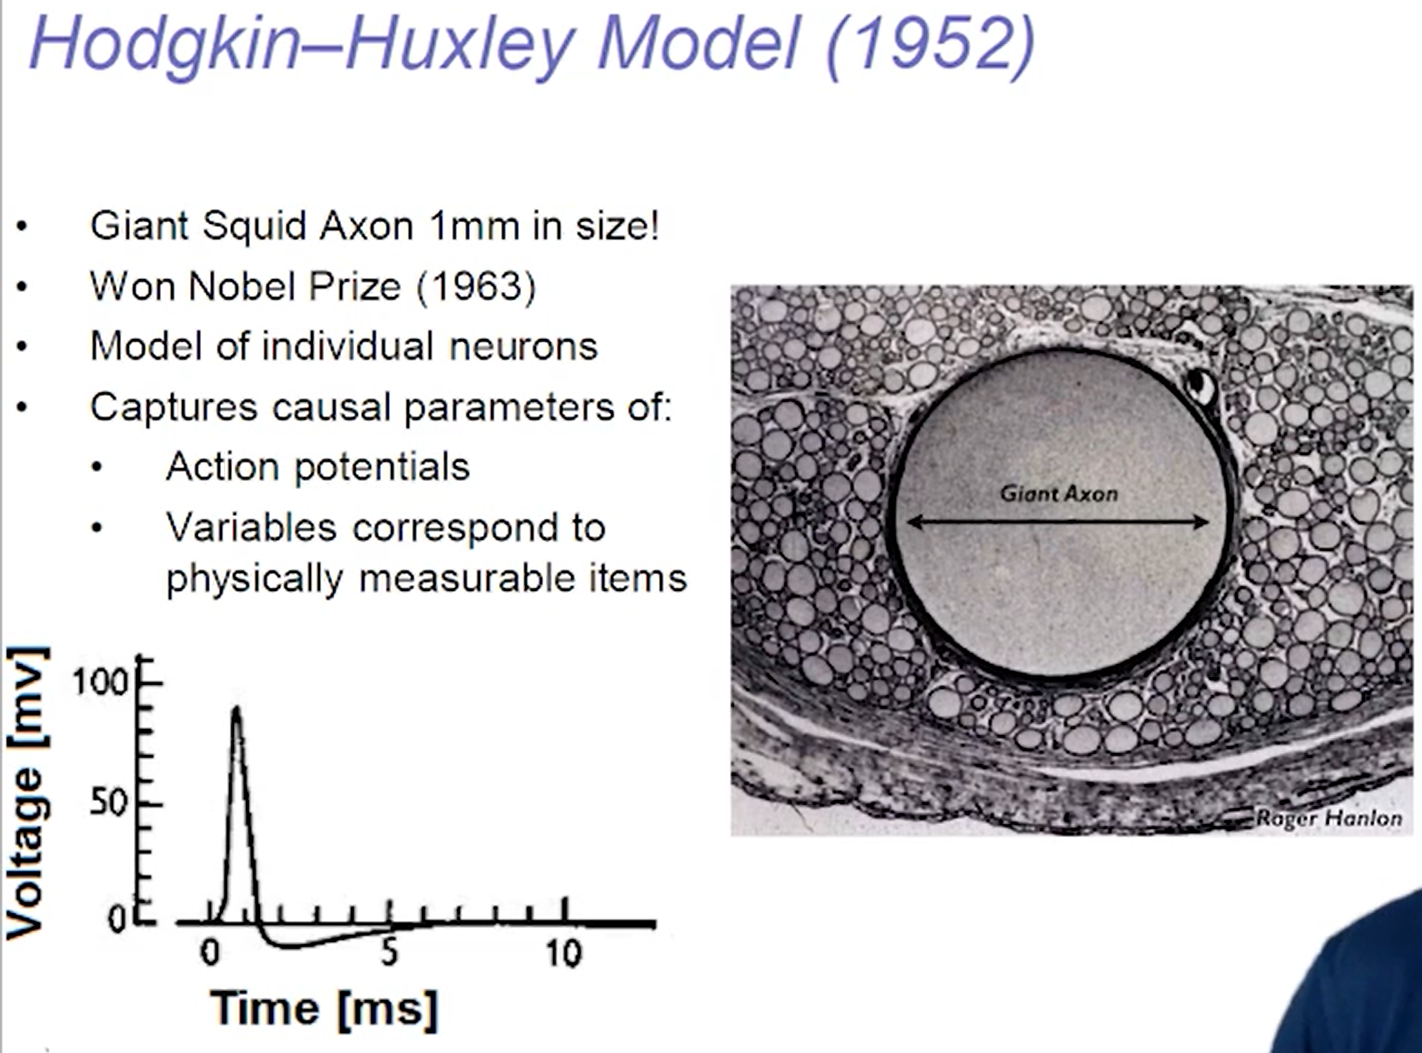 Hodgkin–Huxley Model (1952)
• Giant Squid Axon 1mm in size!
• Won Nobel Prize (1963)
• Model of individual neurons
• Captures causal parameters of:
• Action potentials
• Variables correspond to
physically measurable items
Giant Axon
Roger Hanlon
Voltage [mv]
100
50
0
0 5 10
Time [ms]